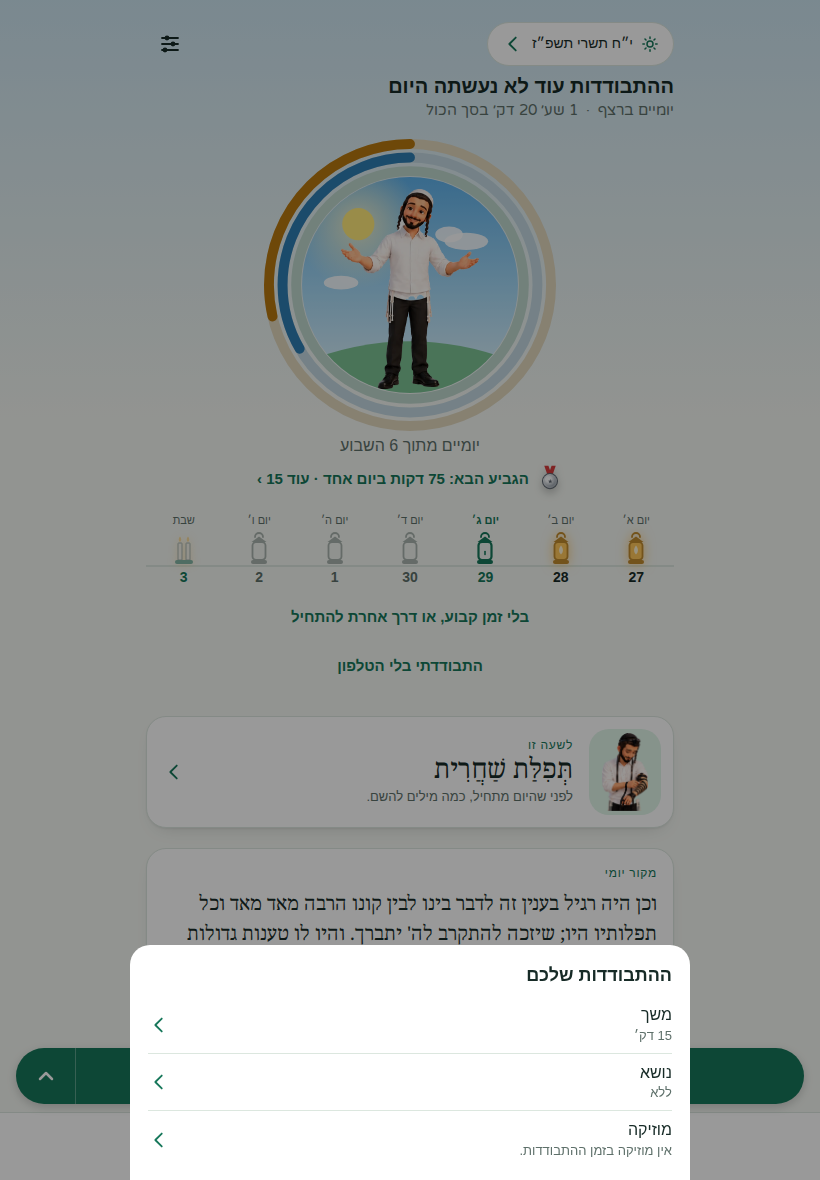 י״ח תשרי תשפ״ז
ההתבודדות עוד לא נעשתה היום
יומיים ברצף · 1 שע׳ 20 דק׳ בסך הכול
יומיים מתוך 6 השבוע
הגביע הבא: 75 דקות ביום אחד · עוד 15 ›
יום א׳ יום ב׳ יום ג׳ יום ד׳ יום ה׳ יום ו׳ שבת
27 28 29 30 1 2 3
בלי זמן קבוע, או דרך אחרת להתחיל
התבודדתי בלי הטלפון
לשעה זו
תְּפִלַּת שַׁחֲרִית
לפני שהיום מתחיל, כמה מילים להשם.
מקור יומי
וכן היה רגיל בענין זה לדבר בינו לבין קונו הרבה מאד מאד וכל
תפלותיו היו; שיזכה להתקרב לה' יתברך. והיו לו טענות גדולות
ההתבודדות שלכם
משך
15 דק׳
נושא
ללא
מוזיקה
אין מוזיקה בזמן ההתבודדות.